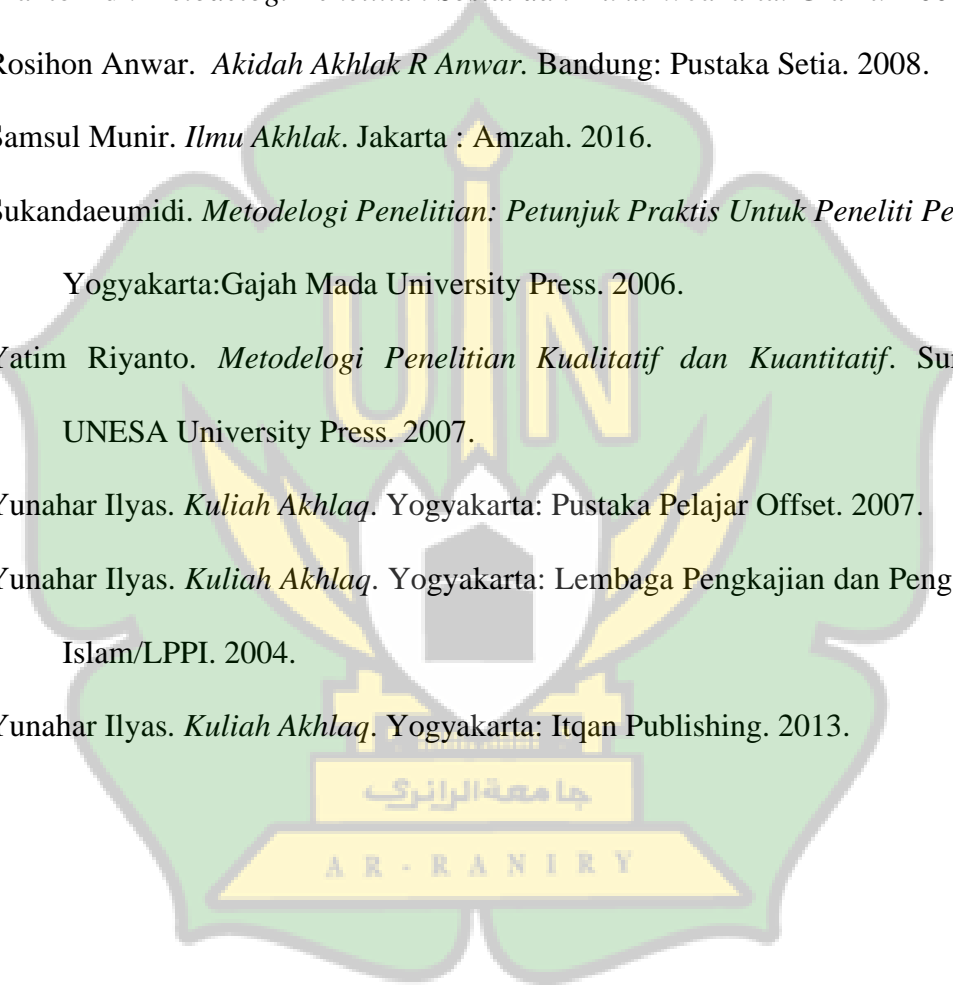 Rosihon Anwar. Akidah Akhlak R Anwar. Bandung: Pustaka Setia. 2008.
Samsul Munir. Ilmu Akhlak. Jakarta : Amzah. 2016.
Sukandaeumidi. Metodelogi Penelitian: Petunjuk Praktis Untuk Peneliti Pe
Yogyakarta:Gajah Mada University Press. 2006.
Yatim Riyanto. Metodelogi Penelitian Kualitatif dan Kuantitatif. Su
UNESA University Press. 2007.
Yunahar Ilyas. Kuliah Akhlaq. Yogyakarta: Pustaka Pelajar Offset. 2007.
Yunahar Ilyas. Kuliah Akhlaq. Yogyakarta: Lembaga Pengkajian dan Peng
Islam/LPPI. 2004.
Yunahar Ilyas. Kuliah Akhlaq. Yogyakarta: Itqan Publishing. 2013.
UIN
جامعةالرانري
AR-RANIRY